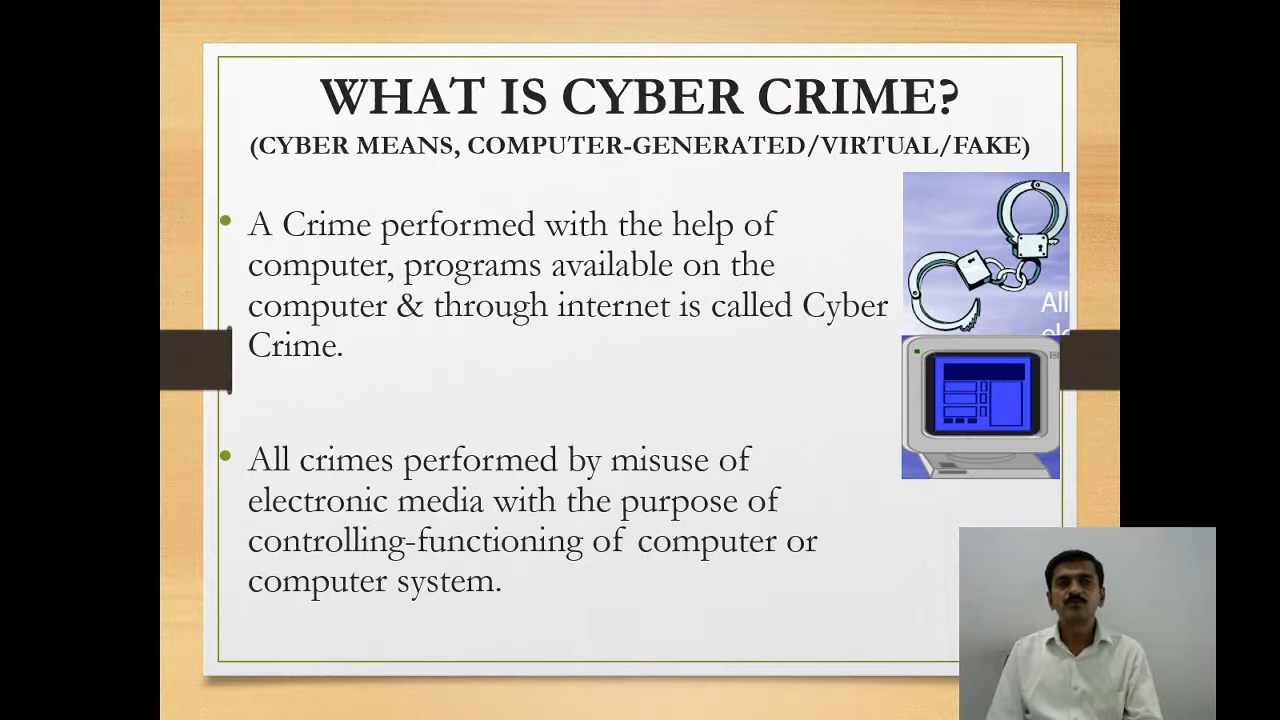 WHAT IS CYBER CRIME?
(CYBER MEANS, COMPUTER-GENERATED/VIRTUAL/FAKE)
• A Crime performed with the help of
computer, programs available on the
computer & through internet is called Cyber
Crime.
• All crimes performed by misuse of
electronic media with the purpose of
controlling-functioning of computer or
computer system.
All